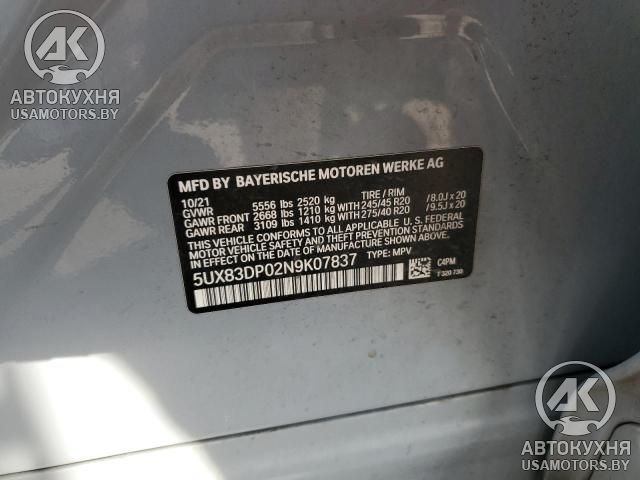 АВТОКУХНЯ
USAMOTORS.BY
MFD BY BAYERISCHE MOTOREN WERKE AG
10/21 TIRE / RIM
GVWR 5556 lbs 2520 kg
GAWR FRONT 2668 lbs 1210 kg WITH 245/45 R20 /8.0J x 20
GAWR REAR 3109 lbs 1410 kg WITH 275/40 R20 /9.5J x 20
THIS VEHICLE CONFORMS TO ALL APPLICABLE U.S. FEDERAL
MOTOR VEHICLE SAFETY, AND THEFT PREVENTION STANDARDS
IN EFFECT ON THE DATE OF MANUFACTURE SHOWN ABOVE.
5UX83DP02N9K07837 TYPE: MPV
C4PM
7 320 730
АВТОКУХНЯ
USAMOTORS.BY